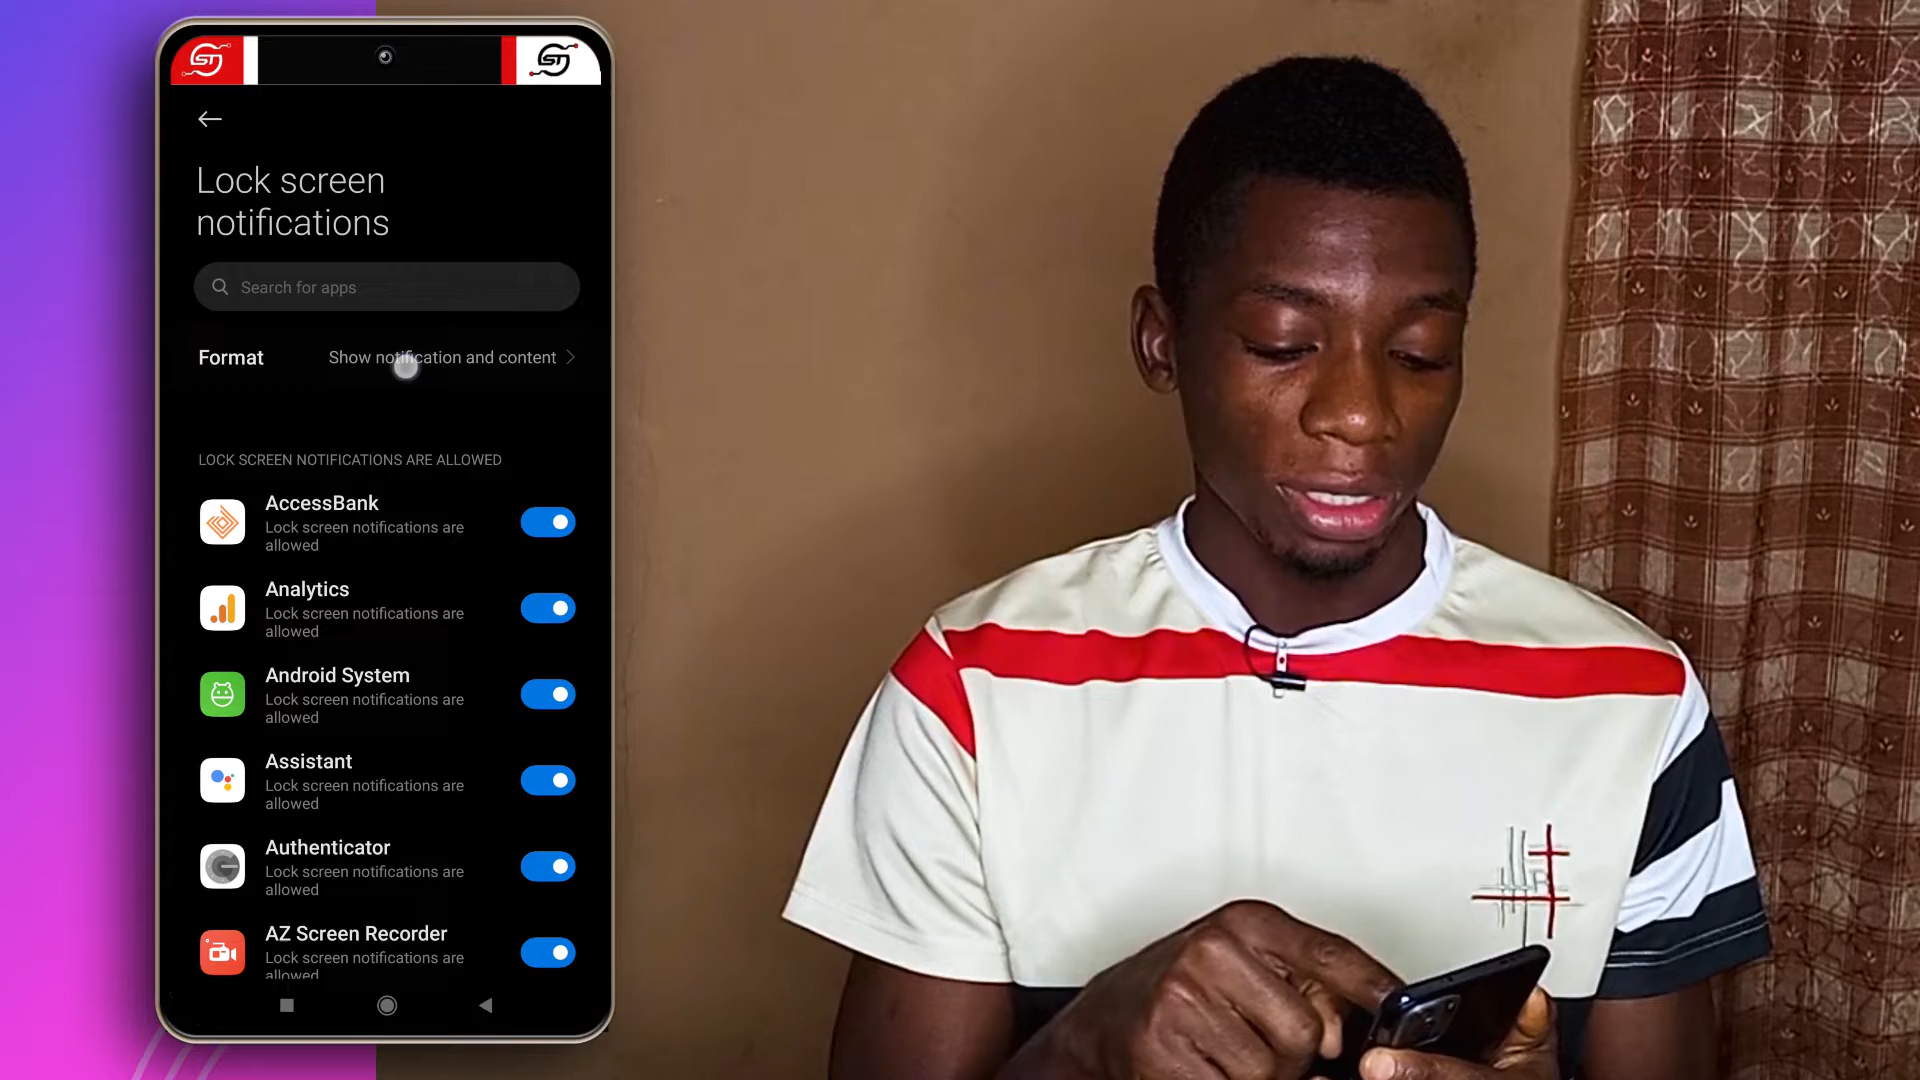 ST
ST
Lock screen
notifications
Search for apps
Format
Show notification and content
LOCK SCREEN NOTIFICATIONS ARE ALLOWED
AccessBank
Lock screen notifications are
allowed
Analytics
Lock screen notifications are
allowed
Android System
Lock screen notifications are
allowed
Assistant
Lock screen notifications are
allowed
Authenticator
Lock screen notifications are
allowed
AZ Screen Recorder
Lock screen notifications are
allowed